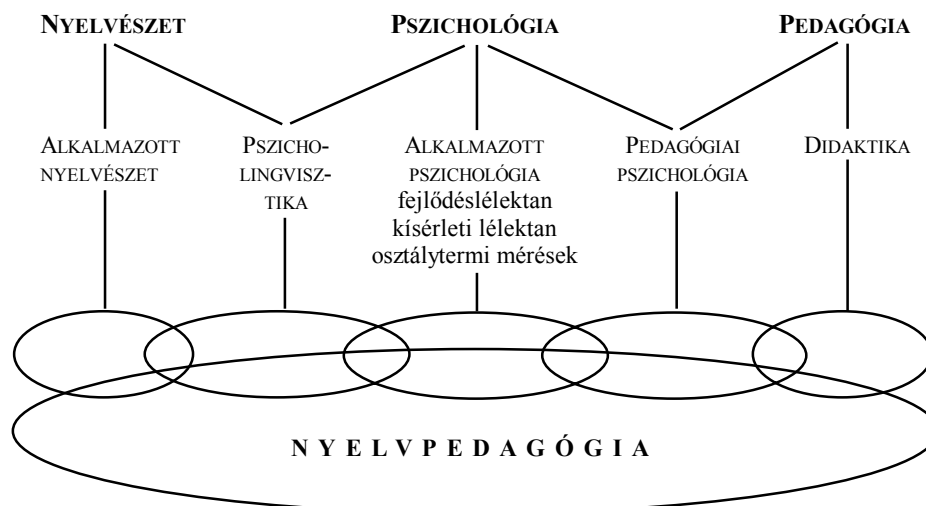 NYELVÉSZET PSZICHOLÓGIA PEDAGÓGIA
ALKALMAZOTT
NYELVÉSZET
PSZICHO-
LINGVISZ-
TIKA
ALKALMAZOTT
PSZICHOLÓGIA
fejlődéslélektan
kísérleti lélektan
osztálytermi mérések
PEDAGÓGIAI
PSZICHOLÓGIA
DIDAKTIKA
NYELVPEDAGÓGIA